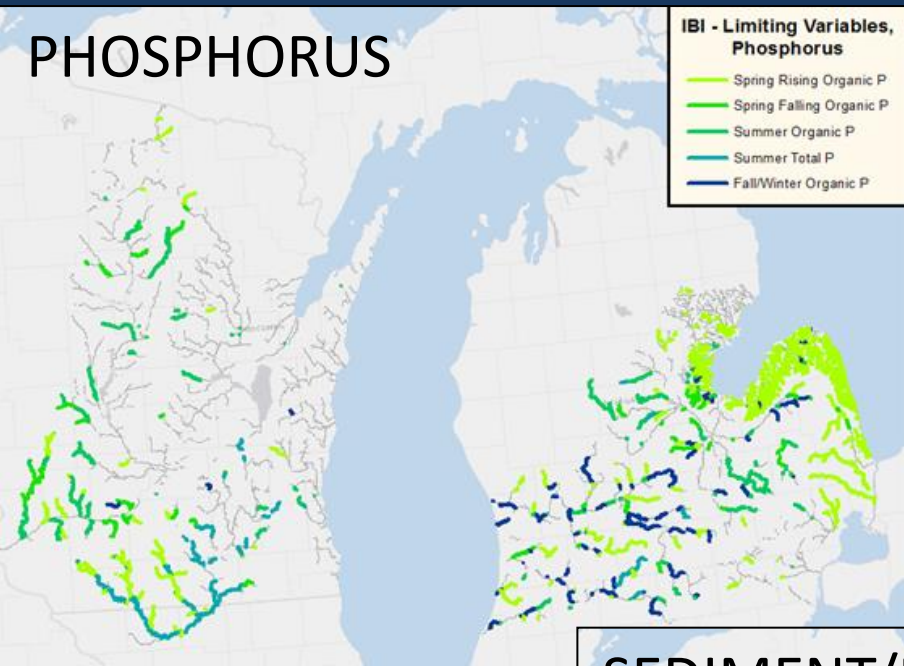 PHOSPHORUS
IBI - Limiting Variables,
Phosphorus
Spring Rising Organic P
Spring Falling Organic P
Summer Organic P
Summer Total P
Fall/Winter Organic P